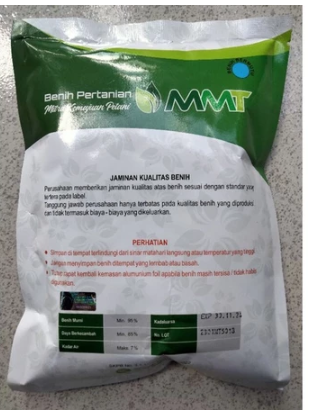 Benih Pertanian
Mitra Kemajuan Petani
MMT
JAMINAN KUALITAS BENIH
Perusahaan memberikan jaminan kualitas atas benih sesuai dengan standar yang
tertera pada label.
Tanggung jawab perusahaan hanya terbatas pada kualitas benih yang diproduksi
dan tidak termasuk biaya - biaya yang dikeluarkan.
PERHATIAN
Simpan di tempat terlindungi dari sinar matahari langsung atau temperatur yang tinggi.
Jangan menyimpan benih ditempat yang lembab atau basah.
Tutup rapat kembali kemasan alumunium foil apabila benih masih tersisa / tidak habis
digunakan.
Benih Murni Min. 98%
Daya Berkecambah Min. 85%
Kadar Air Maks. 7%
Kadaluarsa EXP
No. LOT